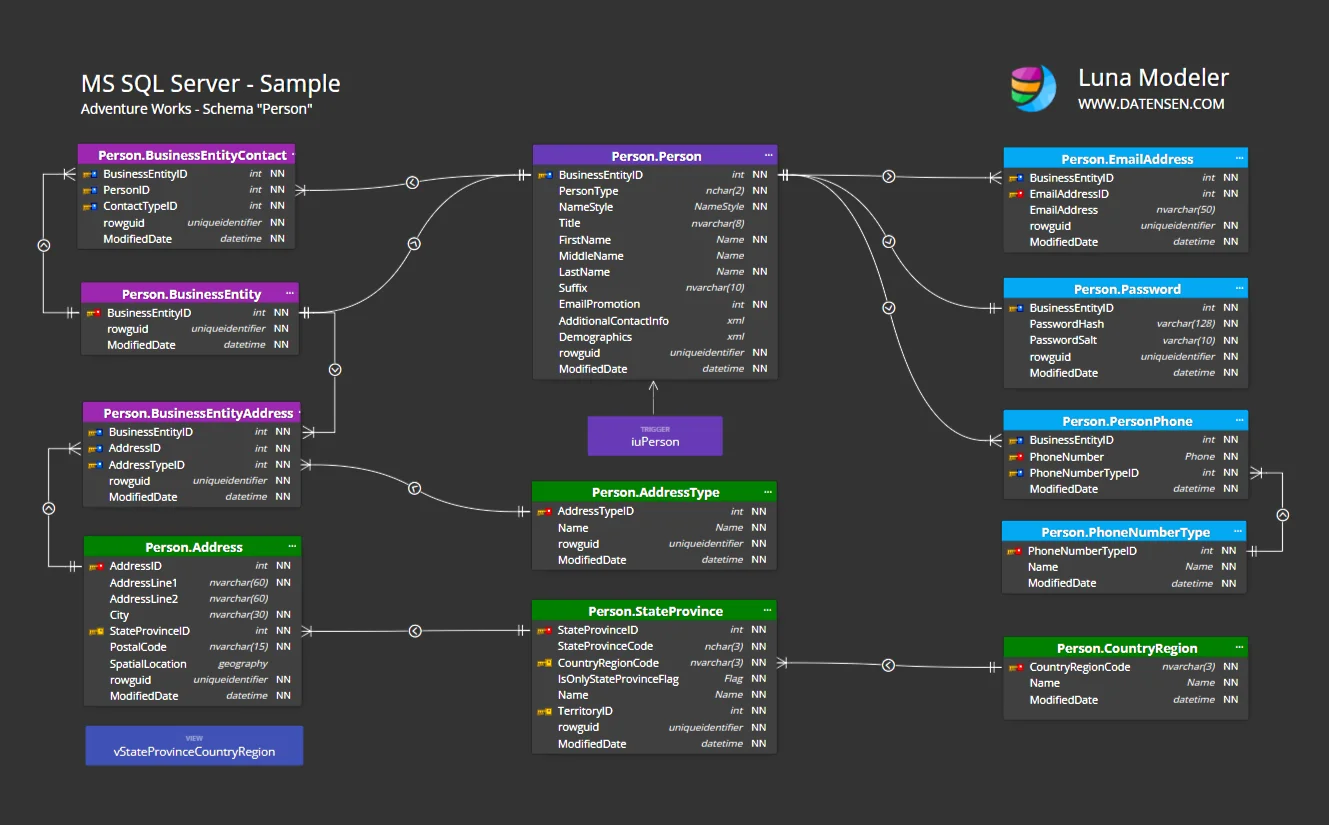 MS SQL Server - Sample
Adventure Works - Schema "Person"
Luna Modeler
WWW.DATENSEN.COM
Person.BusinessEntityContact
BusinessEntityID int NN
PersonID int NN
ContactTypeID int NN
rowguid uniqueidentifier NN
ModifiedDate datetime NN
Person.BusinessEntity ...
BusinessEntityID int NN
rowguid uniqueidentifier NN
ModifiedDate datetime NN
Person.BusinessEntityAddress
BusinessEntityID int NN
AddressID int NN
AddressTypeID int NN
rowguid uniqueidentifier NN
ModifiedDate datetime NN
Person.Address ...
AddressID int NN
AddressLine1 nvarchar(60) NN
AddressLine2 nvarchar(60)
City nvarchar(30) NN
StateProvinceID int NN
PostalCode nvarchar(15) NN
SpatialLocation geography
rowguid uniqueidentifier NN
ModifiedDate datetime NN
VIEW
vStateProvinceCountryRegion
Person.Person ...
BusinessEntityID int NN
PersonType nchar(2) NN
NameStyle NameStyle NN
Title nvarchar(8)
FirstName Name NN
MiddleName Name
LastName Name NN
Suffix nvarchar(10)
EmailPromotion int NN
AdditionalContactInfo xml
Demographics xml
rowguid uniqueidentifier NN
ModifiedDate datetime NN
TRIGGER
iuPerson
Person.AddressType ...
AddressTypeID int NN
Name Name NN
rowguid uniqueidentifier NN
ModifiedDate datetime NN
Person.StateProvince ...
StateProvinceID int NN
StateProvinceCode nchar(3) NN
CountryRegionCode nvarchar(3) NN
IsOnlyStateProvinceFlag Flag NN
Name Name NN
TerritoryID int NN
rowguid uniqueidentifier NN
ModifiedDate datetime NN
Person.EmailAddress ...
BusinessEntityID int NN
EmailAddressID int NN
EmailAddress nvarchar(50)
rowguid uniqueidentifier NN
ModifiedDate datetime NN
Person.Password ...
BusinessEntityID int NN
PasswordHash varchar(128) NN
PasswordSalt varchar(10) NN
rowguid uniqueidentifier NN
ModifiedDate datetime NN
Person.PersonPhone ...
BusinessEntityID int NN
PhoneNumber Phone NN
PhoneNumberTypeID int NN
ModifiedDate datetime NN
Person.PhoneNumberType ...
PhoneNumberTypeID int NN
Name Name NN
ModifiedDate datetime NN
Person.CountryRegion ...
CountryRegionCode nvarchar(3) NN
Name Name NN
ModifiedDate datetime NN